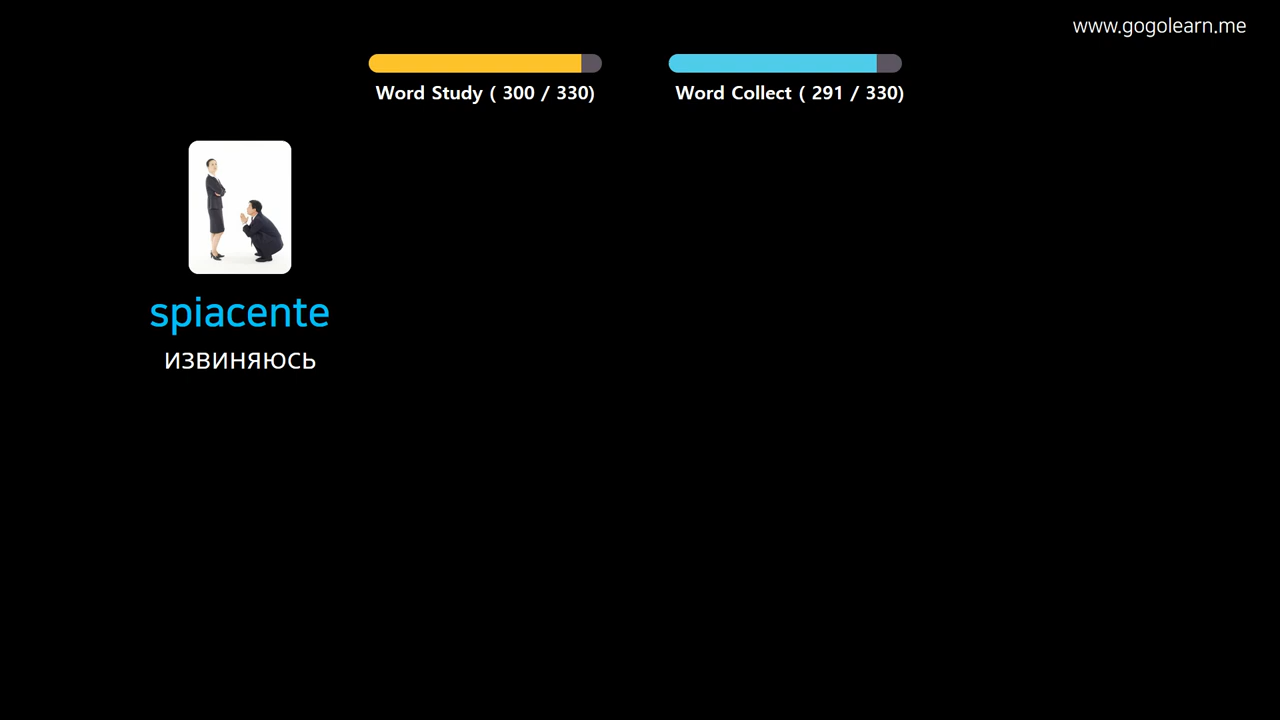 www.gogolearn.me
Word Study ( 300 / 330)
Word Collect ( 291 / 330)
spiacente
извиняюсь